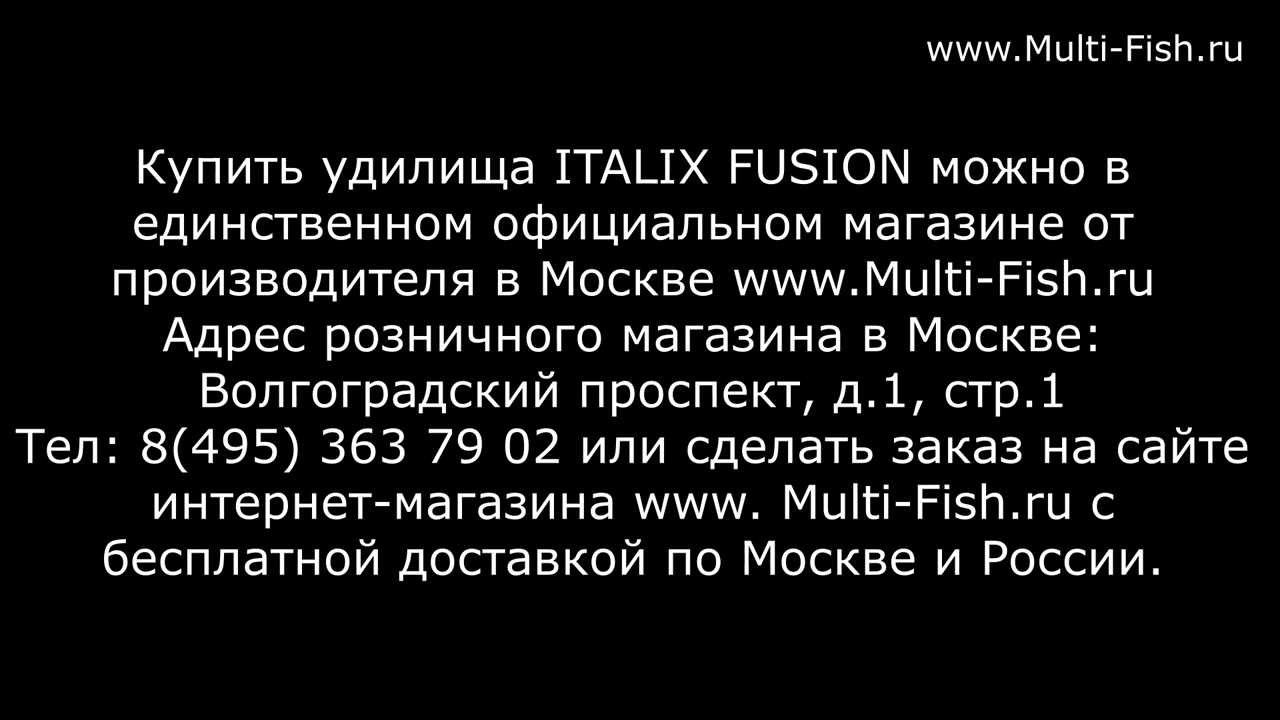 www.Multi-Fish.ru
Купить удилища ITALIX FUSION можно в
единственном официальном магазине от
производителя в Москве www.Multi-Fish.ru
Адрес розничного магазина в Москве:
Волгоградский проспект, д.1, стр.1
Тел: 8(495) 363 79 02 или сделать заказ на сайте
интернет-магазина www. Multi-Fish.ru с
бесплатной доставкой по Москве и России.